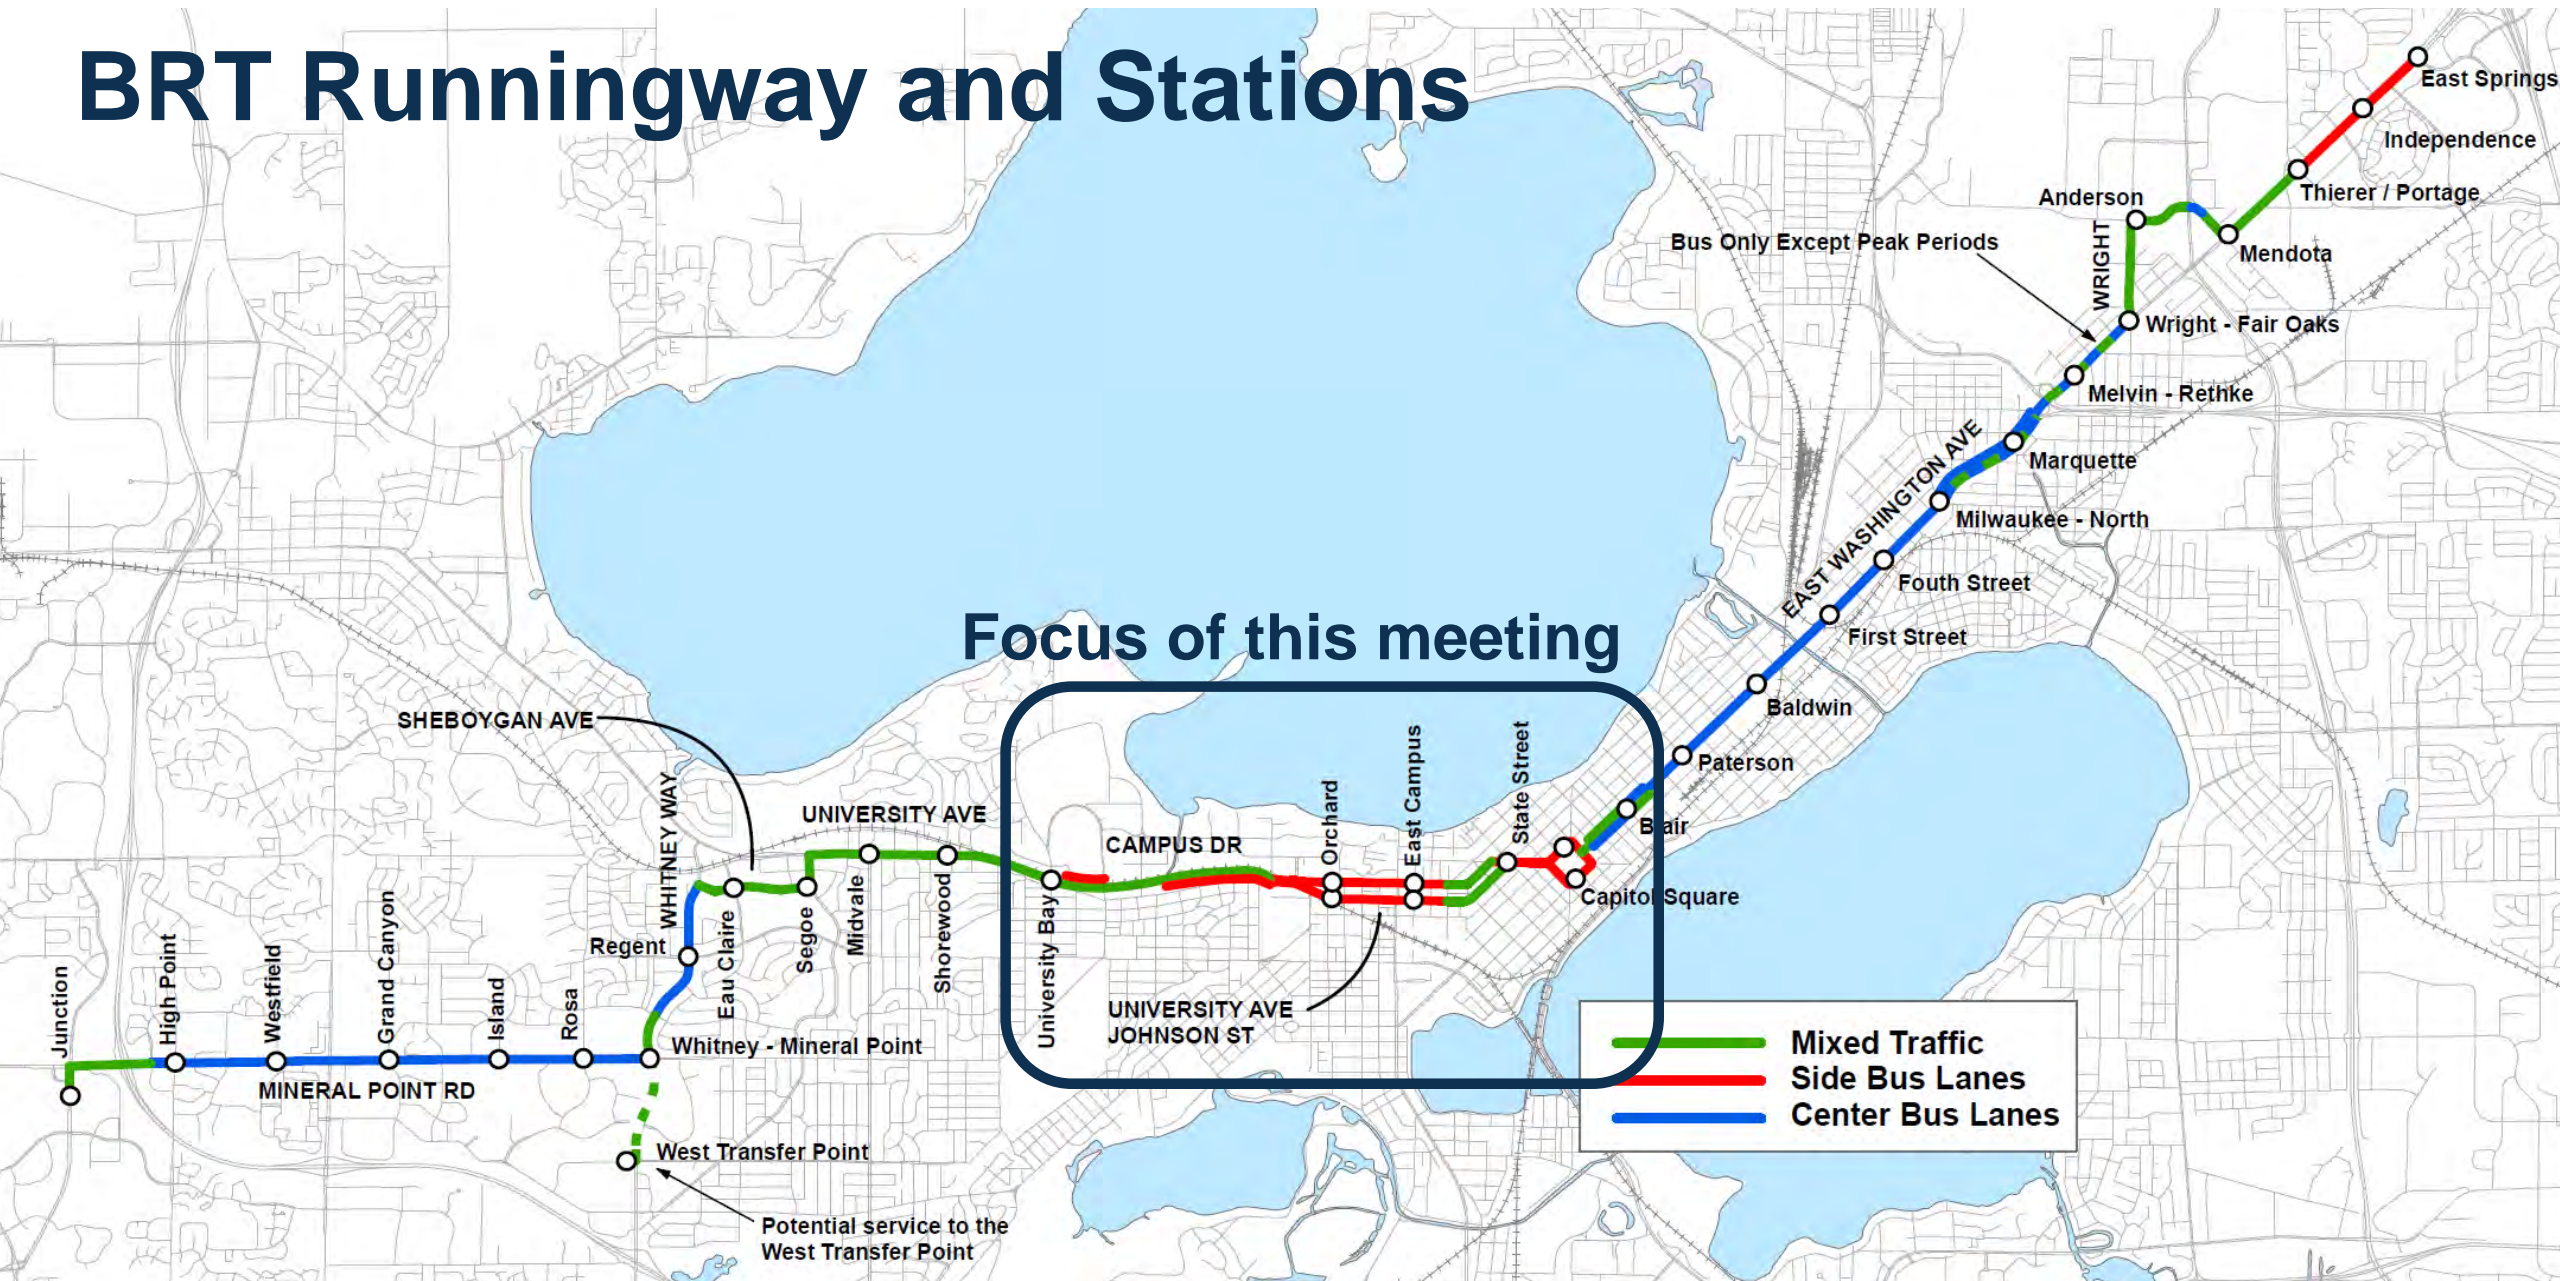 BRT Runningway and Stations
East Springs
Independence
Thierer / Portage
Anderson
WRIGHT
Mendota
Bus Only Except Peak Periods
Wright - Fair Oaks
Melvin - Rethke
EAST WASHINGTON AVE
Marquette
Milwaukee - North
Fouth Street
First Street
Focus of this meeting
Baldwin
Paterson
SHEBOYGAN AVE
WHITNEY WAY
UNIVERSITY AVE
CAMPUS DR
Orchard
East Campus
State Street
Blair
Capitol Square
Regent
Eau Claire
Segoe
Midvale
Shorewood
University Bay
UNIVERSITY AVE
JOHNSON ST
Junction
High Point
Westfield
Grand Canyon
Island
Rosa
Whitney - Mineral Point
MINERAL POINT RD
West Transfer Point
Potential service to the
West Transfer Point
Mixed Traffic
Side Bus Lanes
Center Bus Lanes